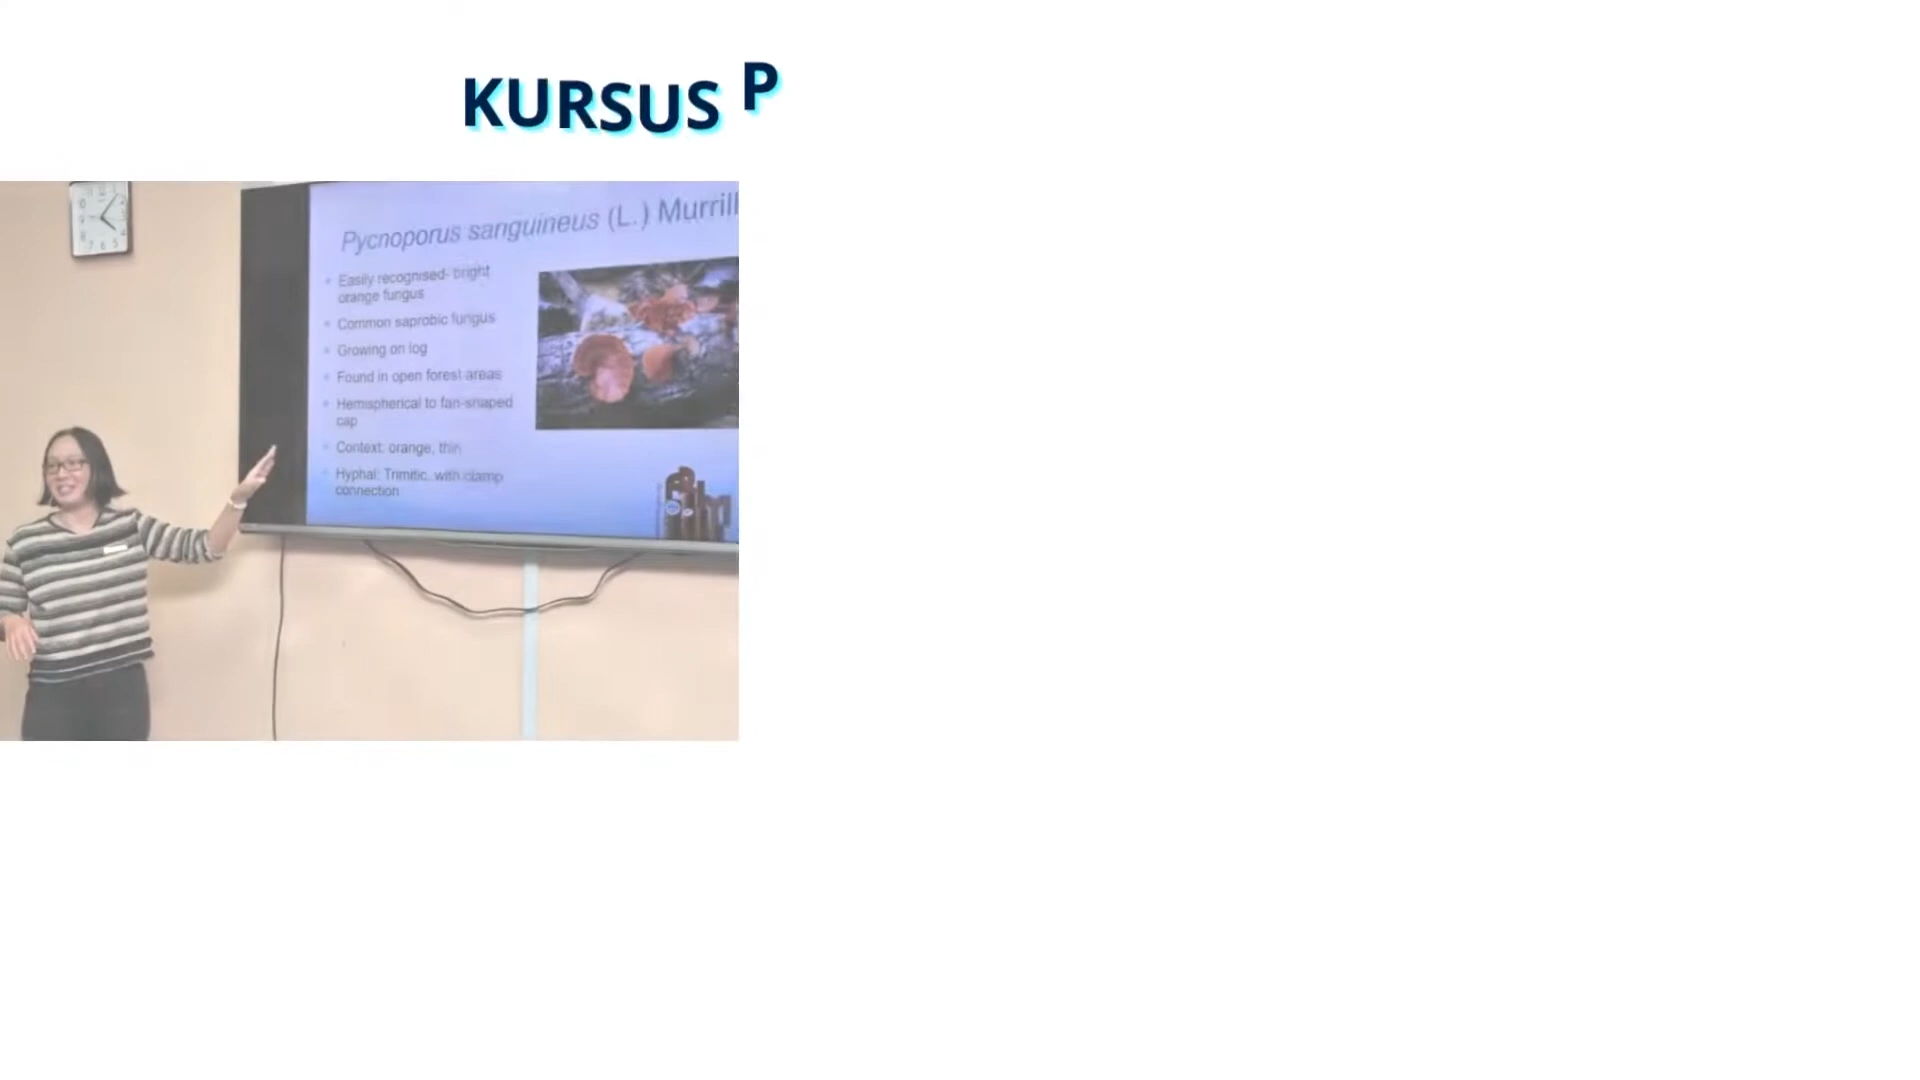 KURSUS P
Pycnoporus sanguineus (L.) Murrill
Easily recognised- bright
orange fungus
Common saprobic fungus
Growing on log
Found in open forest areas
Hemispherical to fan-shaped
cap
Context: orange, thin
Hyphal: Trimitic, with clamp
connection